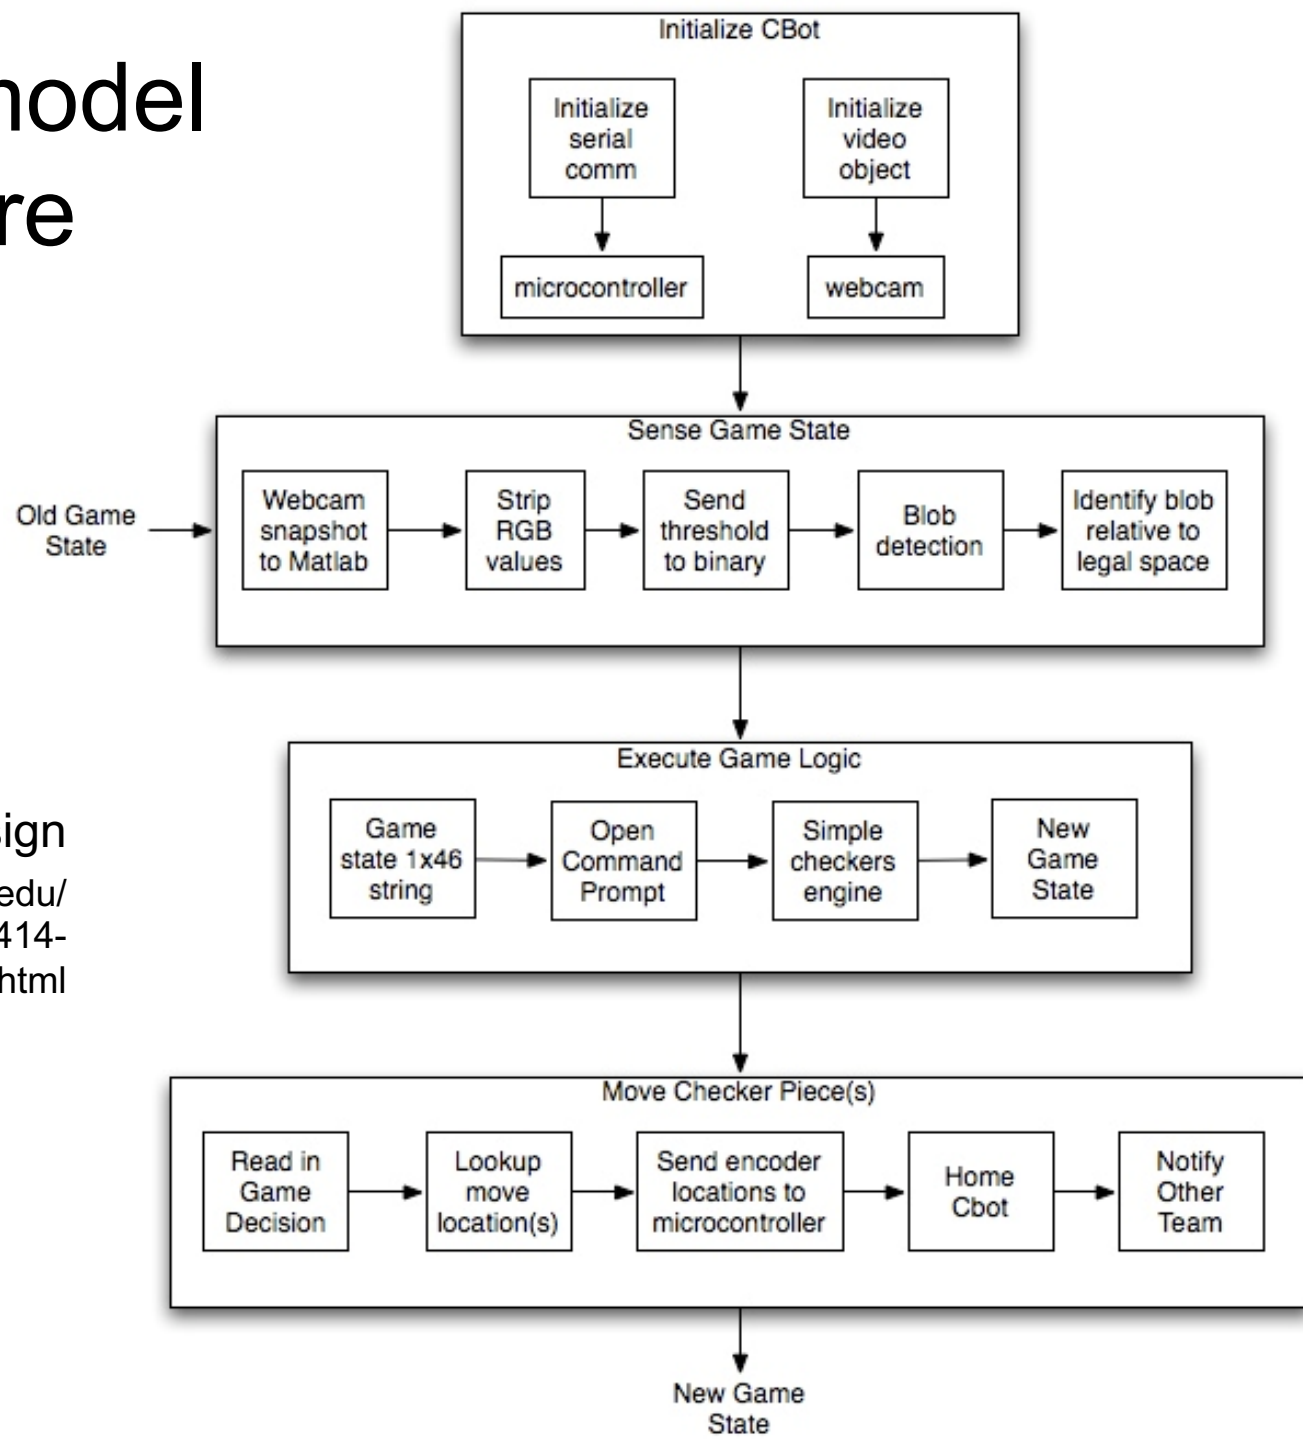 nodel
re
Initialize CBot
Initialize
serial
comm
Initialize
video
object
microcontroller
webcam
Sense Game State
Old Game
State
Webcam
snapshot
to Matlab
Strip
RGB
values
Send
threshold
to binary
Blob
detection
Identify blob
relative to
legal space
Execute Game Logic
Game
state 1x46
string
Open
Command
Prompt
Simple
checkers
engine
New
Game
State
sign
edu/
414-
html
Move Checker Piece(s)
Read in
Game
Decision
Lookup
move
location(s)
Send encoder
locations to
microcontroller
Home
Cbot
Notify
Other
Team
New Game
State